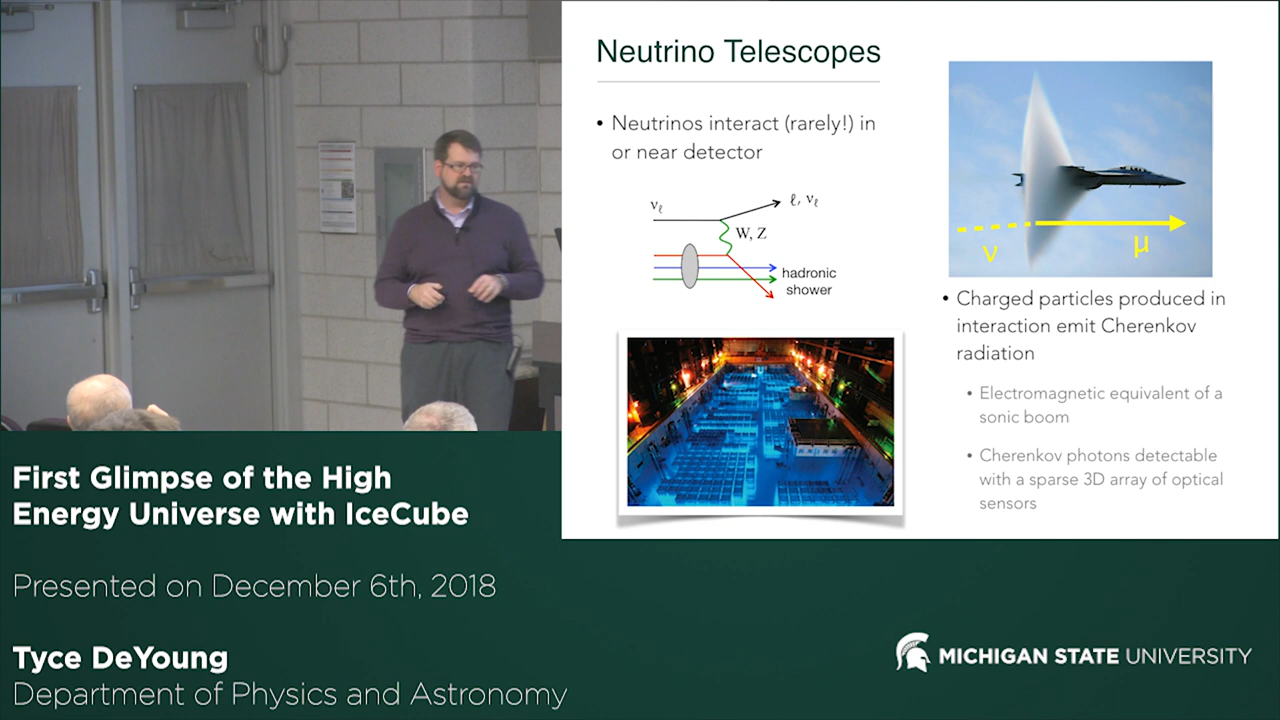 Neutrino Telescopes
• Neutrinos interact (rarely!) in
or near detector
νℓ
ℓ, νℓ
W, Z
hadronic
shower
ν
μ
• Charged particles produced in
interaction emit Cherenkov
radiation
• Electromagnetic equivalent of a
sonic boom
• Cherenkov photons detectable
with a sparse 3D array of optical
sensors
First Glimpse of the High
Energy Universe with IceCube
Presented on December 6th, 2018
Tyce DeYoung
Department of Physics and Astronomy
MICHIGAN STATE UNIVERSITY